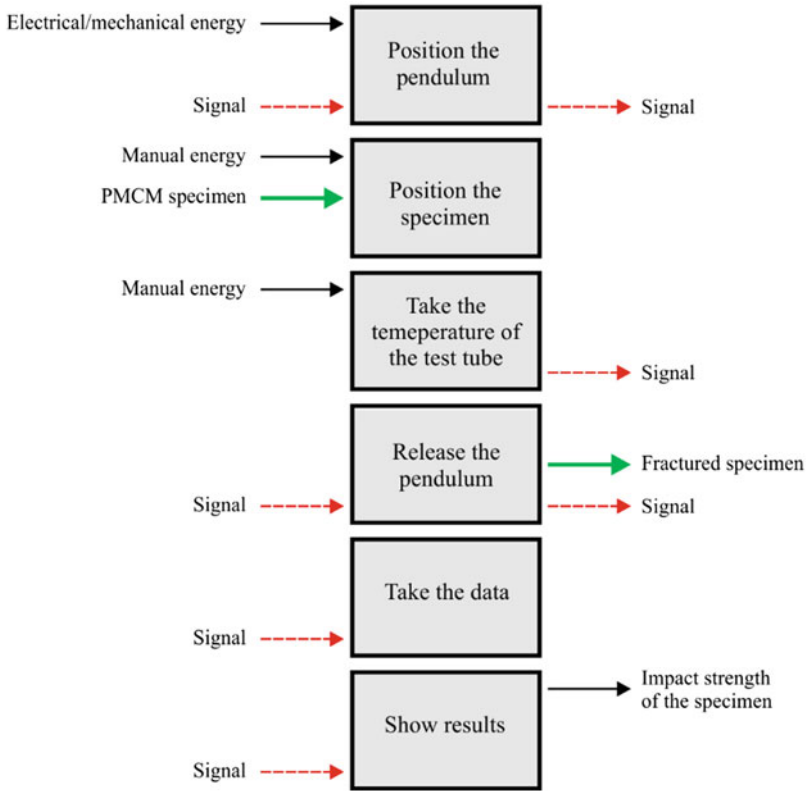 Electrical/mechanical energy
Position the
pendulum
Signal
Signal
Manual energy
PMCM specimen
Position the
specimen
Manual energy
Take the
temeperature of
the test tube
Signal
Release the
pendulum
Fractured specimen
Signal
Signal
Take the data
Signal
Impact strength
of the specimen
Show results
Signal